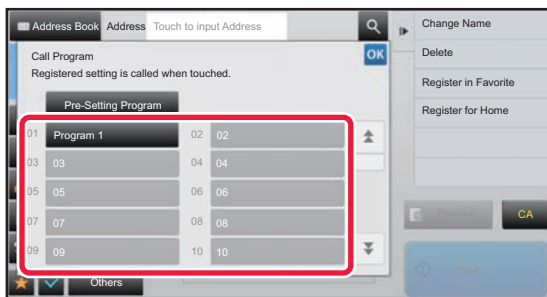 Address Book Address Touch to input Address
Change Name
Call Program
OK
Delete
Registered setting is called when touched.
Register in Favorite
Pre-Setting Program
Register for Home
01 Program 1 02 02
03 03 04 04
05 05 06 06
07 07 08 08
CA
09 09 10 10
Others